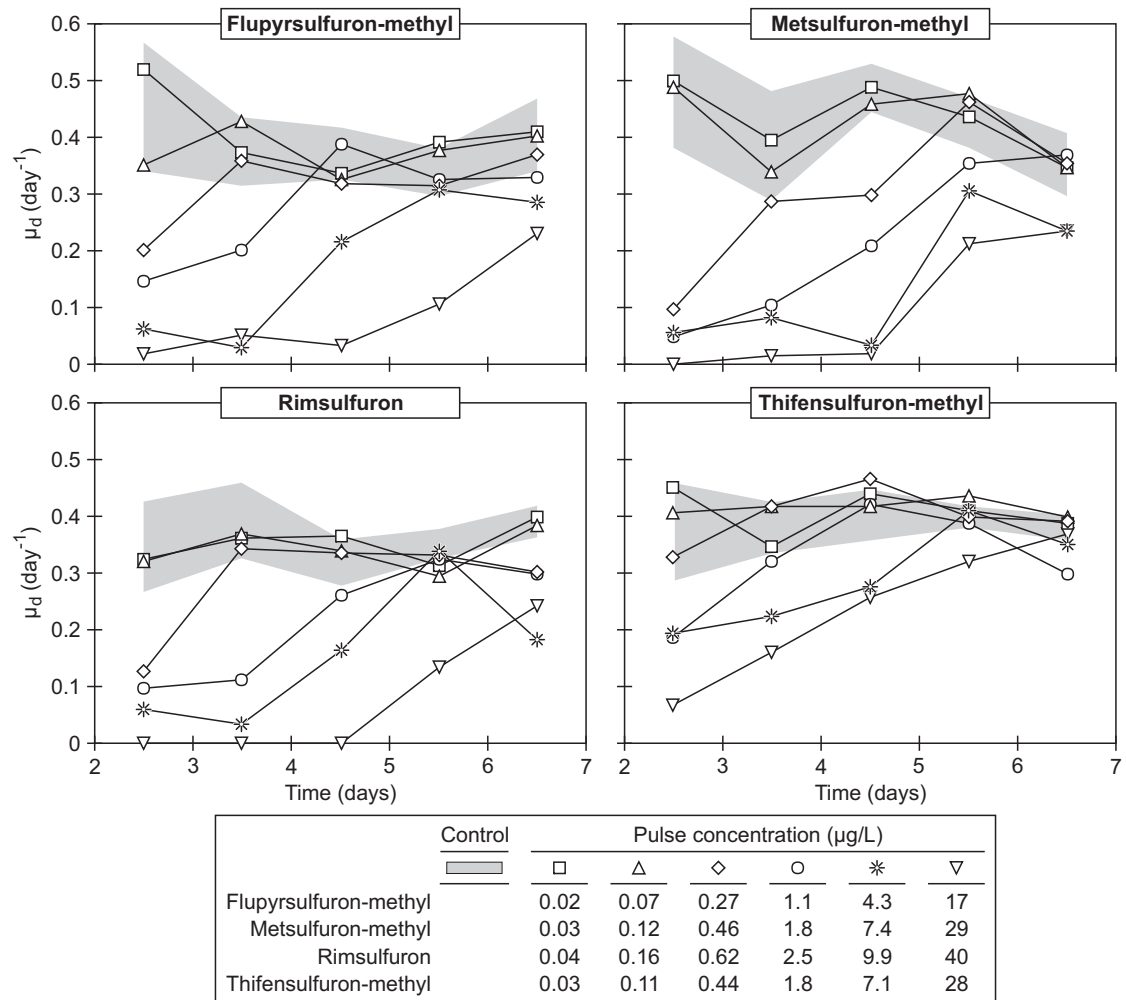 Flupyrsulfuron-methyl
Metsulfuron-methyl
0.6
0.5
0.4
0.3
0.2
0.1
0
μd (day-1)
Rimsulfuron
Thifensulfuron-methyl
0.6
0.5
0.4
0.3
0.2
0.1
0
μd (day-1)
2 3 4 5 6 7
2 3 4 5 6 7
Time (days)
Time (days)
Control Pulse concentration (μg/L)
Flupyrsulfuron-methyl 0.02 0.07 0.27 1.1 4.3 17
Metsulfuron-methyl 0.03 0.12 0.46 1.8 7.4 29
Rimsulfuron 0.04 0.16 0.62 2.5 9.9 40
Thifensulfuron-methyl 0.03 0.11 0.44 1.8 7.1 28